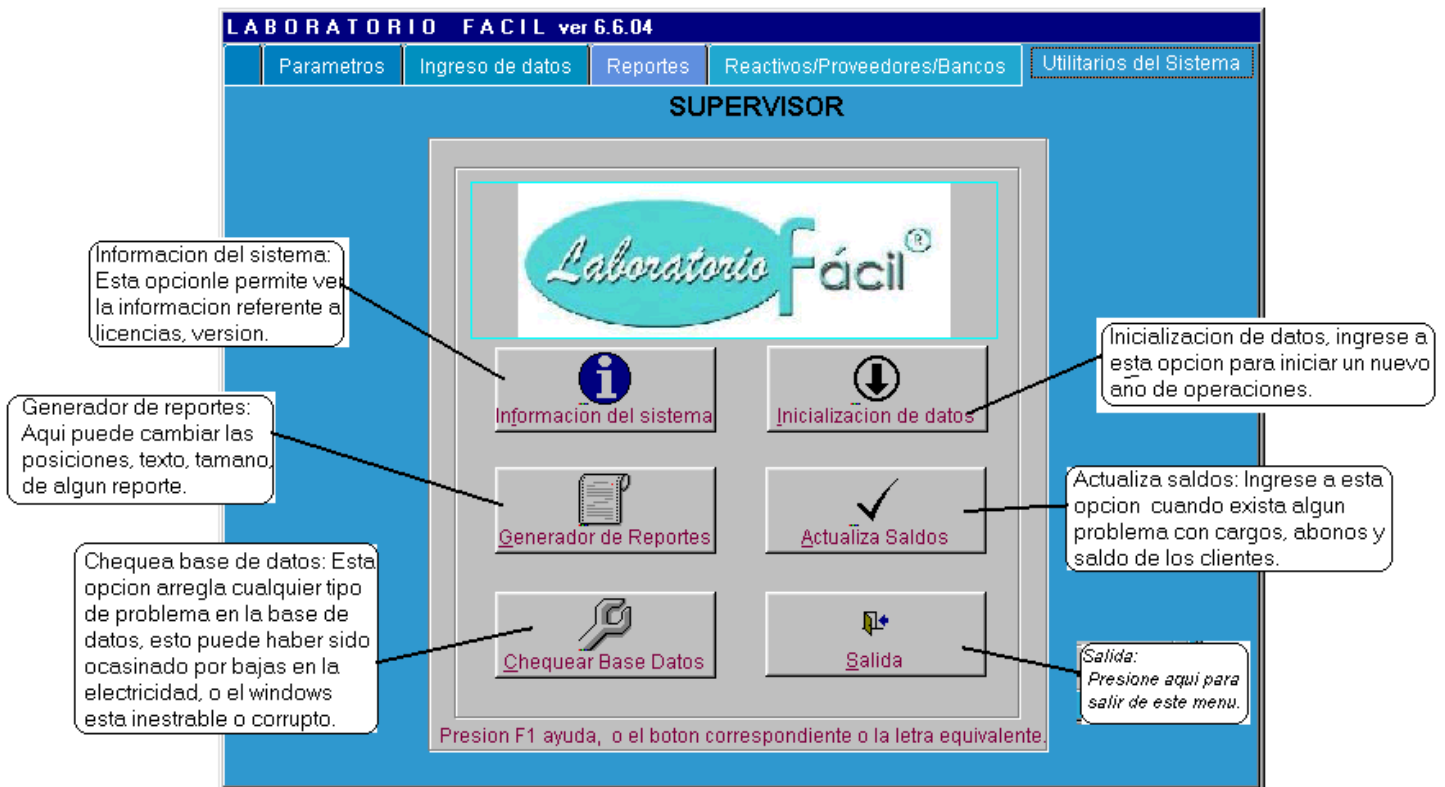 LABORATORIO FACIL ver 6.6.04
Parametros
Ingreso de datos
Reportes
Reactivos/Proveedores/Bancos
Utilitarios del Sistema
SUPERVISOR
Laboratorio Fácil ®
Informacion del sistema:
Esta opcionle permite ver
la informacion referente a
licencias, version.
Generador de reportes:
Aqui puede cambiar las
posiciones, texto, tamano,
de algun reporte.
Chequea base de datos: Esta
opcion arregla cualquier tipo
de problema en la base de
datos, esto puede haber sido
ocasinado por bajas en la
electricidad, o el windows
esta inestrable o corrupto.
Informacion del sistema
Inicializacion de datos
Generador de Reportes
Actualiza Saldos
Chequear Base Datos
Salida
Inicializacion de datos, ingrese a
esta opcion para iniciar un nuevo
año de operaciones.
Actualiza saldos: Ingrese a esta
opcion cuando exista algun
problema con cargos, abonos y
saldo de los clientes.
Salida:
Presione aqui para
salir de este menu.
Presion F1 ayuda, o el boton correspondiente o la letra equivalente.